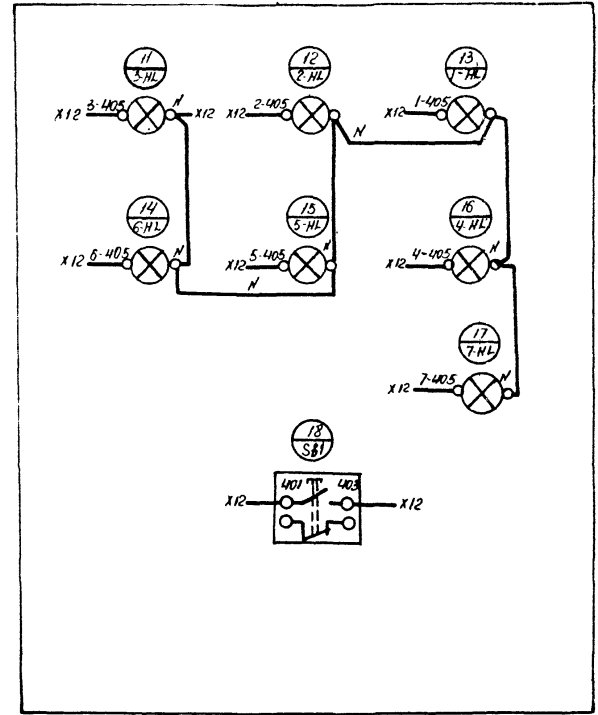 11 12 13
3-HL 2-HL 1-HL
X12 3-405 N X12 X12 2-405 N X12 1-405
14 15 16
6-HL 5-HL 4-HL
X12 6-405 N X12 5-405 N X12 4-405 N
N
17
7-HL
X12 7-405 N
18
SB1
X12 401 403 X12